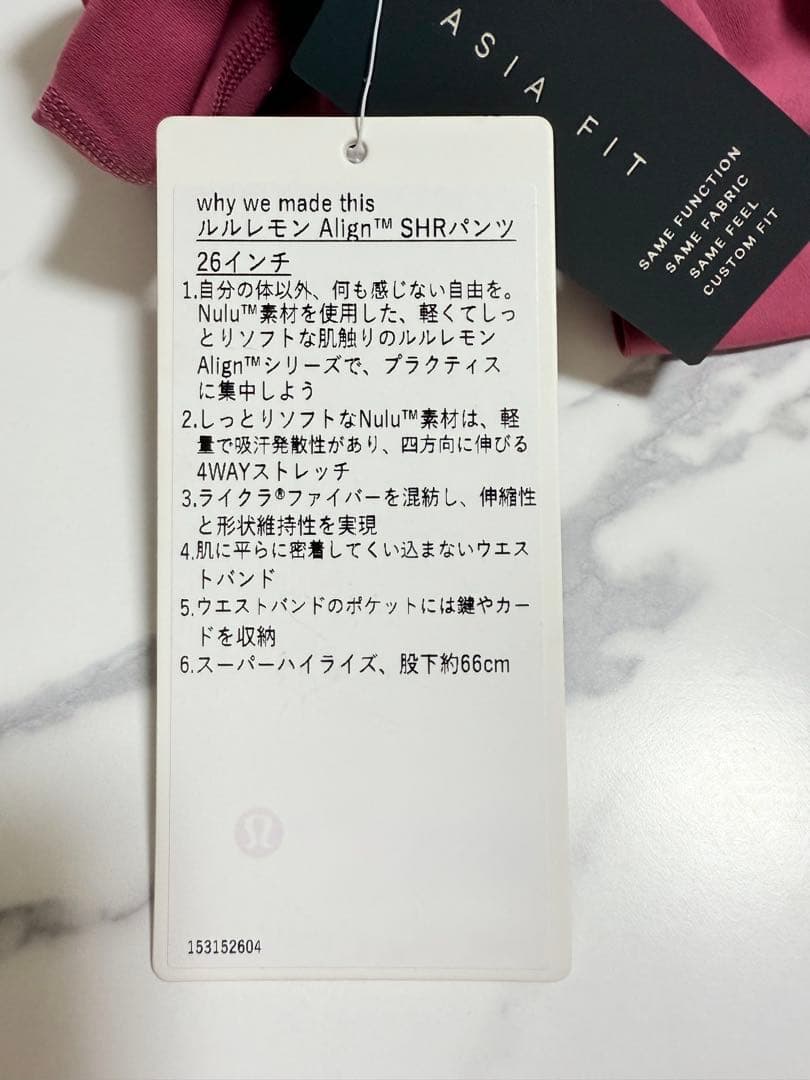 ASIA FIT
SAME FUNCTION
SAME FABRIC
SAME FEEL
CUSTOM FIT
why we made this
ルルレモン Align™ SHRパンツ
26インチ
1.自分の体以外、何も感じない自由を。
Nulu™素材を使用した、軽くてしっ
とりソフトな肌触りのルルレモン
Align™シリーズで、プラクティス
に集中しよう
2.しっとりソフトなNulu™素材は、軽
量で吸汗発散性があり、四方向に伸びる
4WAYストレッチ
3.ライクラ®ファイバーを混紡し、伸縮性
と形状維持性を実現
4.肌に平らに密着してくい込まないウエス
トバンド
5.ウエストバンドのポケットには鍵やカー
ドを収納
6.スーパーハイライズ、股下約66cm
153152604